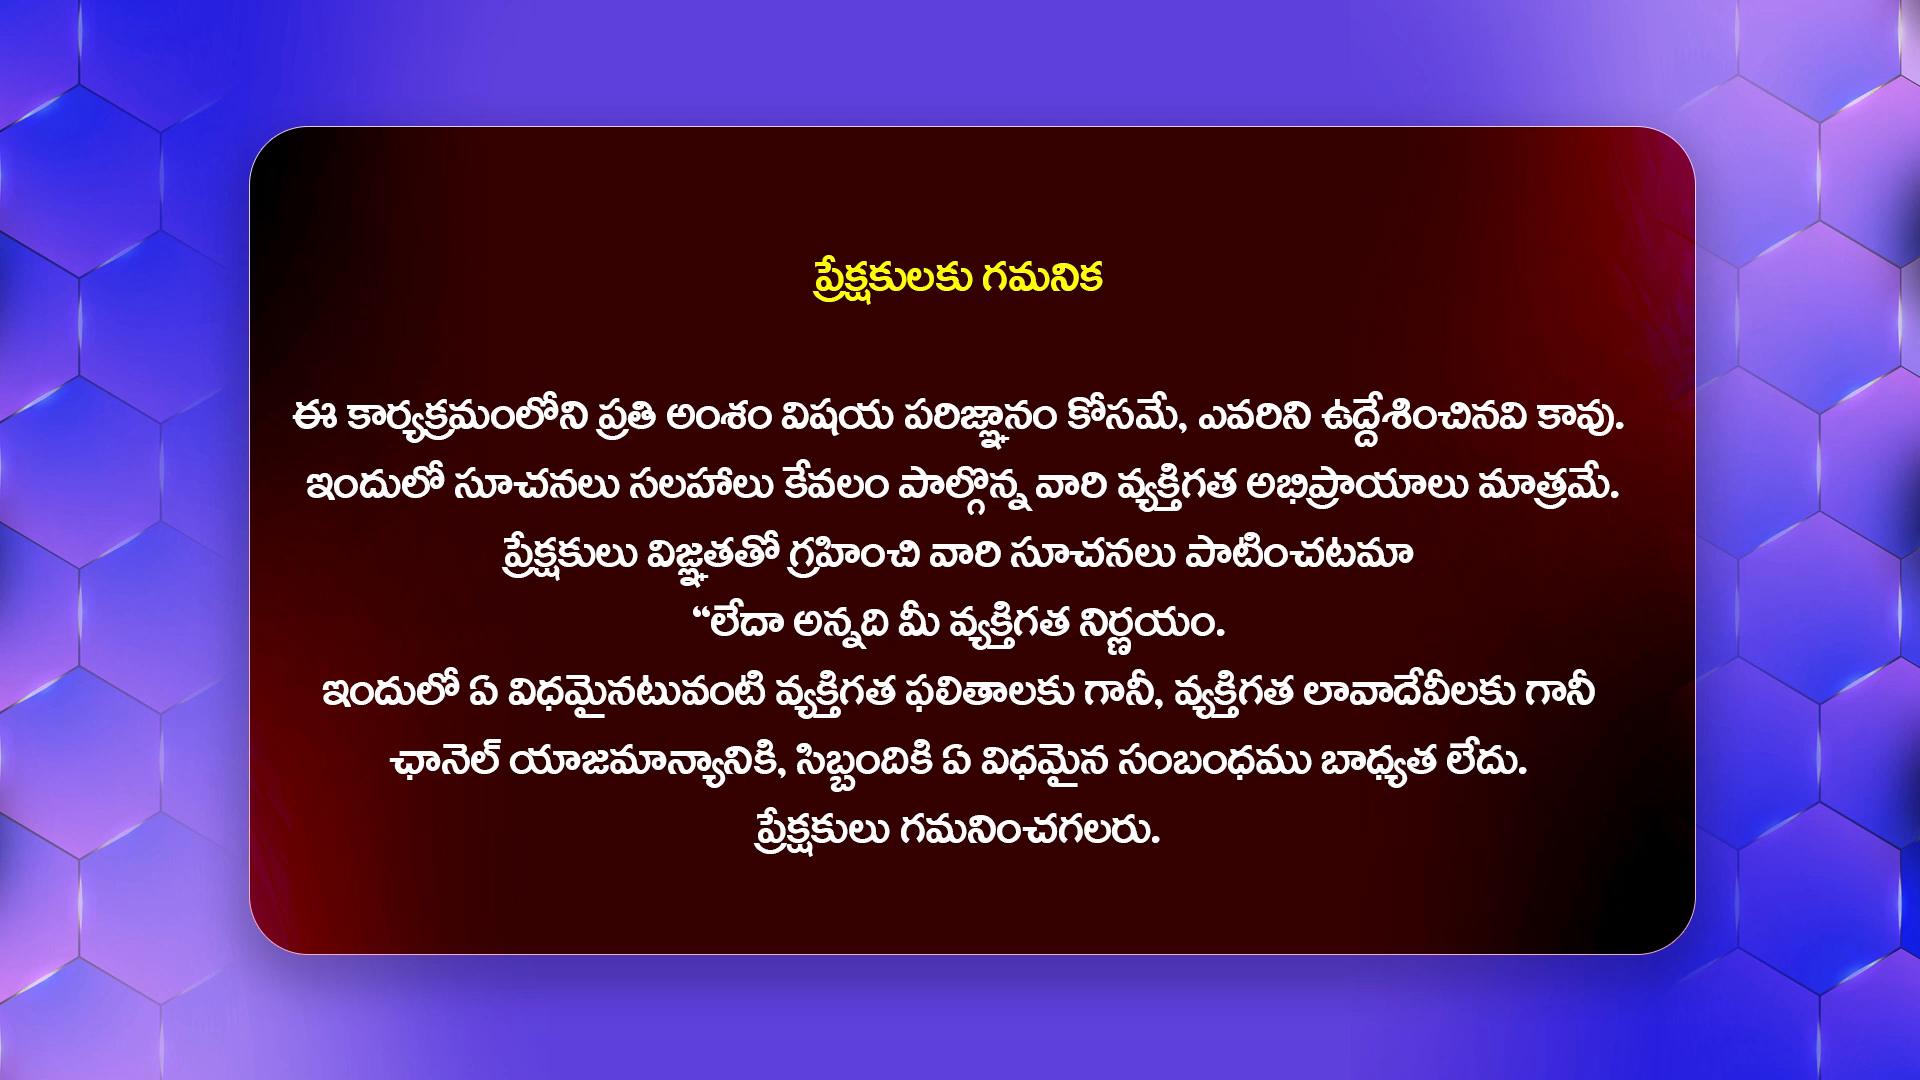 ప్రేక్షకులకు గమనిక
ఈ కార్యక్రమంలోని ప్రతి అంశం విషయ పరిజ్ఞానం కోసమే, ఎవరిని ఉద్దేశించినవి కావు.
ఇందులో సూచనలు సలహాలు కేవలం పాల్గొన్న వారి వ్యక్తిగత అభిప్రాయాలు మాత్రమే.
ప్రేక్షకులు విజ్ఞతతో గ్రహించి వారి సూచనలు పాటించటమా
“లేదా అన్నది మీ వ్యక్తిగత నిర్ణయం.
ఇందులో ఏ విధమైనటువంటి వ్యక్తిగత ఫలితాలకు గానీ, వ్యక్తిగత లావాదేవీలకు గానీ
ఛానెల్ యాజమాన్యానికి, సిబ్బందికి ఏ విధమైన సంబంధము బాధ్యత లేదు.
ప్రేక్షకులు గమనించగలరు.